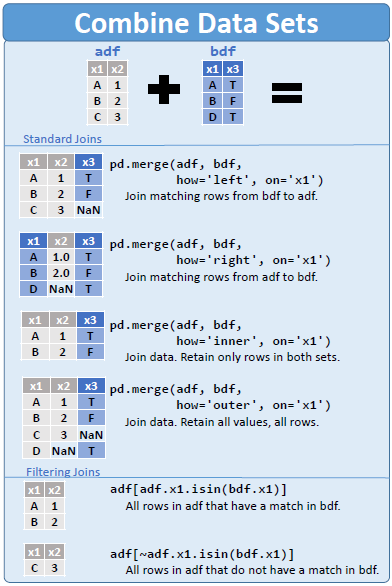 Combine Data Sets
adf bdf
x1 x2 x1 x3
A 1 A T
B 2 B F
C 3 D T
Standard Joins
x1 x2 x3
A 1 T
B 2 F
C 3 NaN
pd.merge(adf, bdf,
how='left', on='x1')
Join matching rows from bdf to adf.
x1 x2 x3
A 1.0 T
B 2.0 F
D NaN T
pd.merge(adf, bdf,
how='right', on='x1')
Join matching rows from adf to bdf.
x1 x2 x3
A 1 T
B 2 F
pd.merge(adf, bdf,
how='inner', on='x1')
Join data. Retain only rows in both sets.
x1 x2 x3
A 1 T
B 2 F
C 3 NaN
D NaN T
pd.merge(adf, bdf,
how='outer', on='x1')
Join data. Retain all values, all rows.
Filtering Joins
x1 x2
A 1
B 2
adf[adf.x1.isin(bdf.x1)]
All rows in adf that have a match in bdf.
x1 x2
C 3
adf[~adf.x1.isin(bdf.x1)]
All rows in adf that do not have a match in bdf.